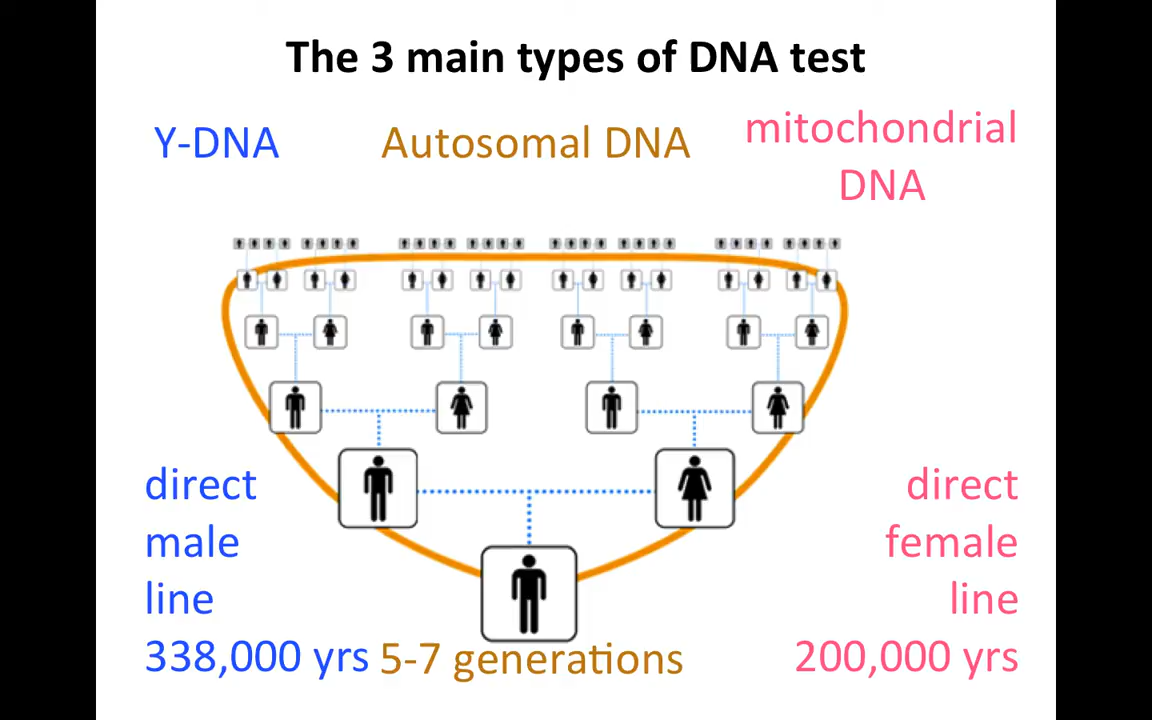 The 3 main types of DNA test
Y-DNA
Autosomal DNA
mitochondrial
DNA
direct
male
line
338,000 yrs
5-7 generations
direct
female
line
200,000 yrs